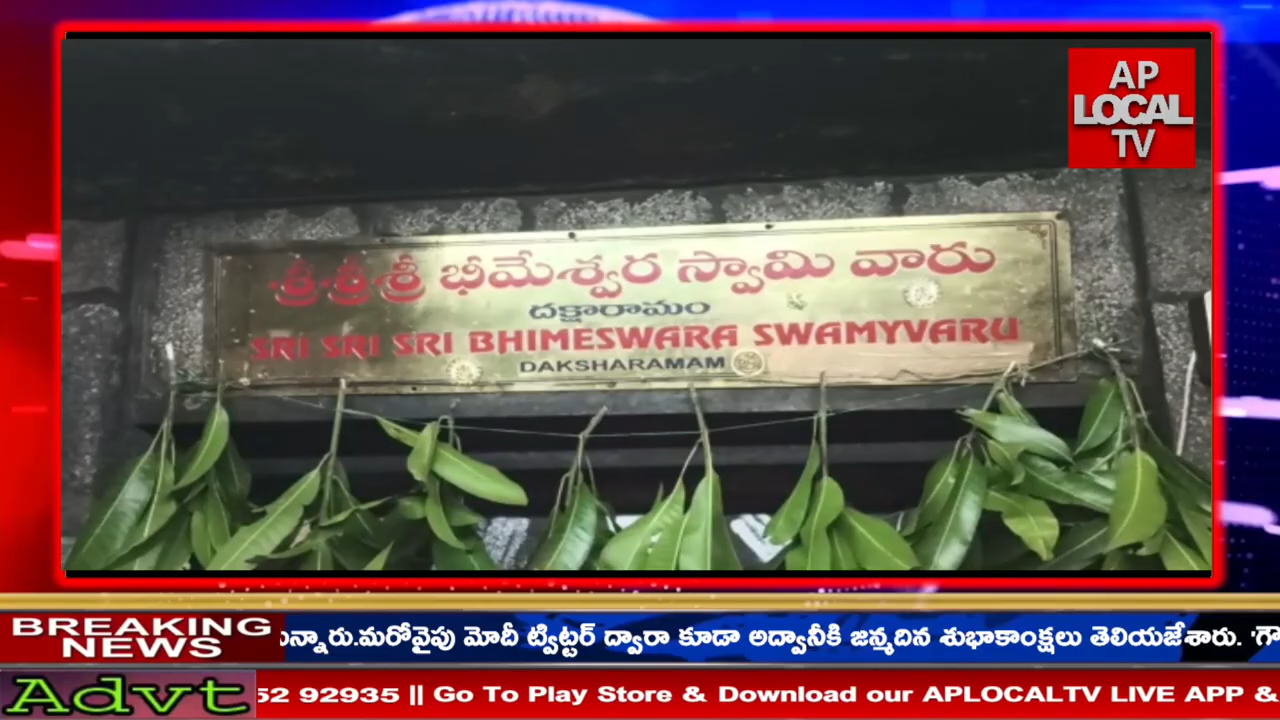 AP
LOCAL
TV
శ్రీ శ్రీ శ్రీ భీమేశ్వర స్వామి వారు
దక్షారామం
SRI SRI SRI BHIMESWARA SWAMYVARU
DAKSHARAMAM
BREAKING
NEWS
న్నారు.మరోవైపు మోదీ ట్విట్టర్ ద్వారా కూడా అద్వానీకి జన్మదిన శుభాకాంక్షలు తెలియజేశారు. 'గౌ
Advt
52 92935 || Go To Play Store & Download our APLOCALTV LIVE APP &